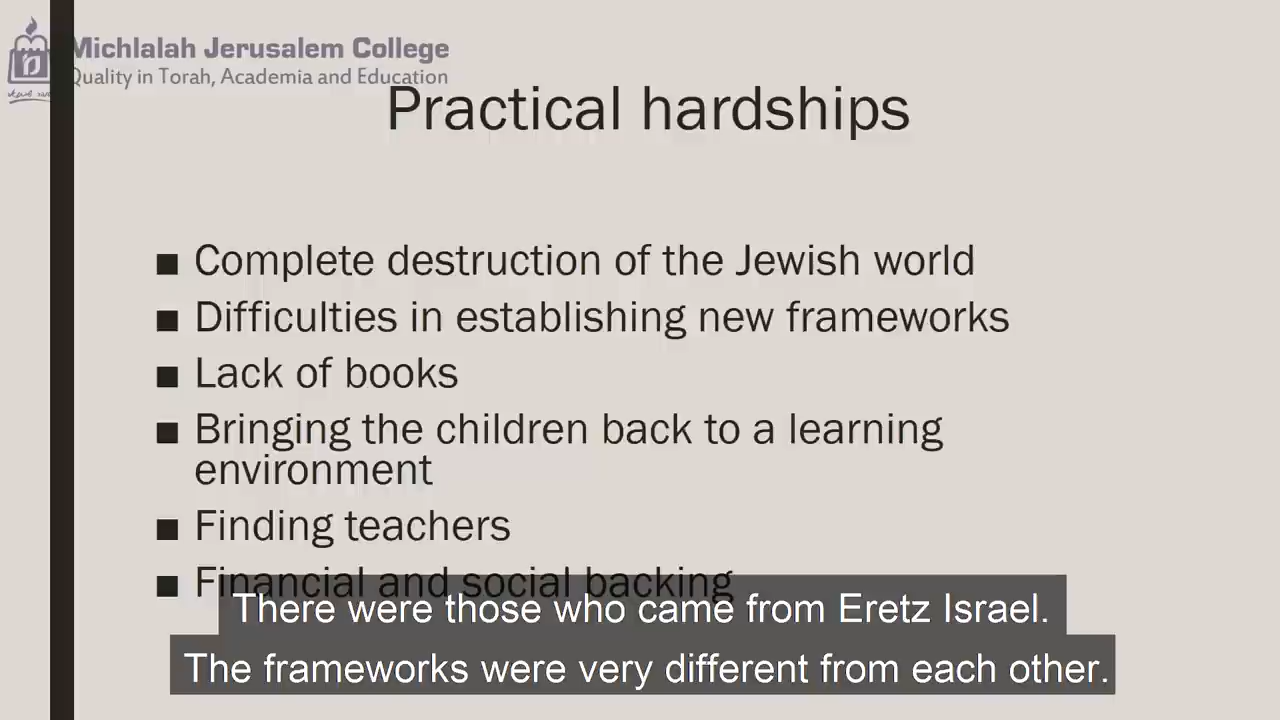 Michlalah Jerusalem College
Quality in Torah, Academia and Education
Practical hardships
■ Complete destruction of the Jewish world
■ Difficulties in establishing new frameworks
■ Lack of books
■ Bringing the children back to a learning
environment
■ Finding teachers
■ Financial and social backing
There were those who came from Eretz Israel.
The frameworks were very different from each other.